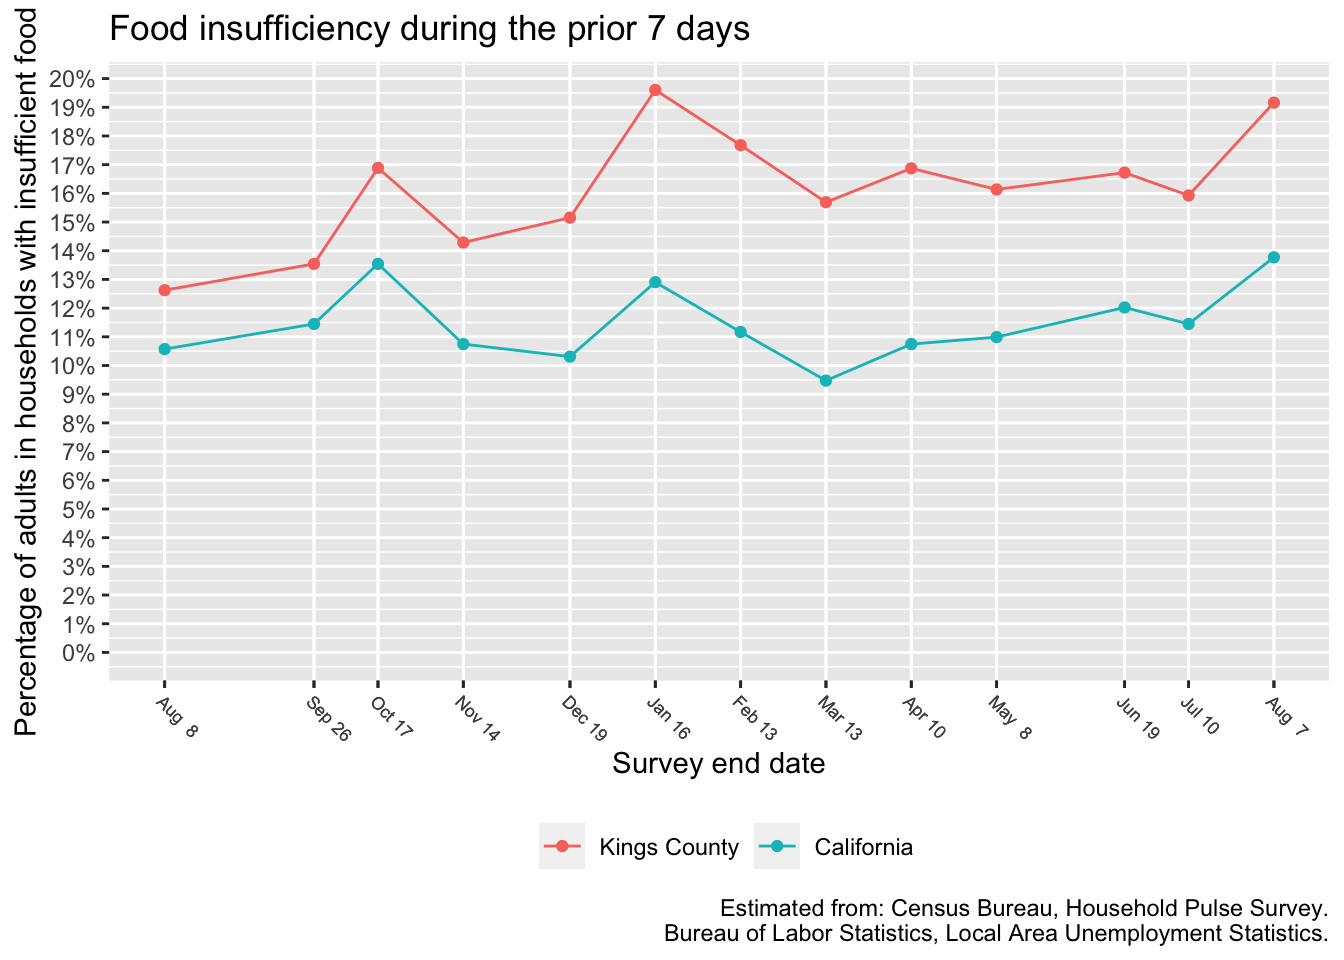 Food insufficiency during the prior 7 days
Percentage of adults in households with insufficient food
20%
19%
18%
17%
16%
15%
14%
13%
12%
11%
10%
9%
8%
7%
6%
5%
4%
3%
2%
1%
0%
Aug 8
Sep 26
Oct 17
Nov 14
Dec 19
Jan 16
Feb 13
Mar 13
Apr 10
May 8
Jun 19
Jul 10
Aug 7
Survey end date
Kings County
California
Estimated from: Census Bureau, Household Pulse Survey.
Bureau of Labor Statistics, Local Area Unemployment Statistics.